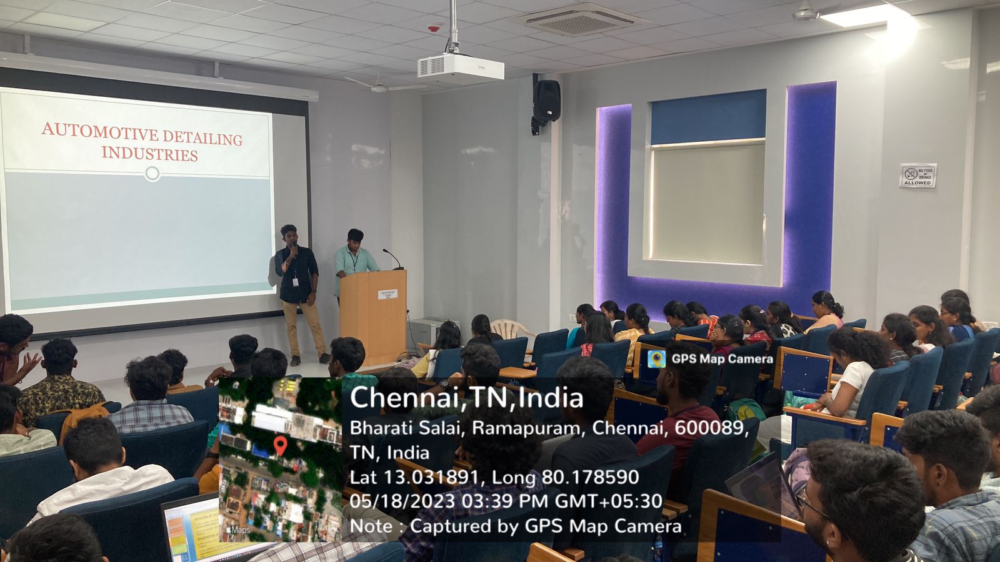 AUTOMOTIVE DETAILING
INDUSTRIES
NO FOOD
or
DRINKS
ALLOWED
GPS Map Camera
Chennai,TN,India
Bharati Salai, Ramapuram, Chennai, 600089,
TN, India
Lat 13.031891, Long 80.178590
05/18/2023 03:39 PM GMT+05:30
Note : Captured by GPS Map Camera
Maps